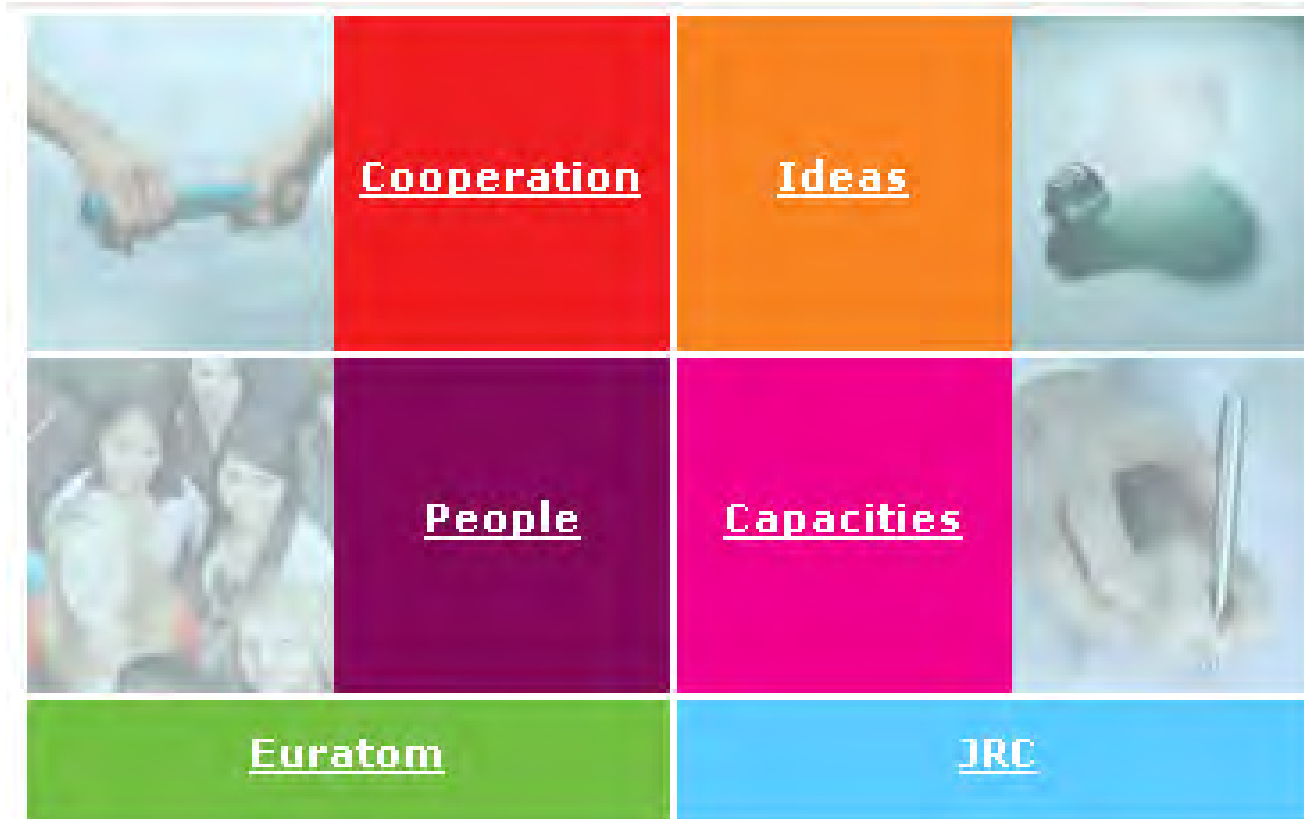 Cooperation
Ideas
People
Capacities
Euratom
JRC